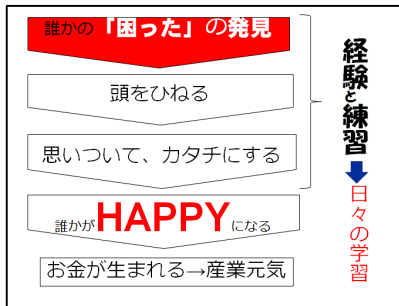 誰かの「困った」の発見
頭をひねる
思いついて、カタチにする
誰かがHAPPYになる
お金が生まれる→産業元気
経験と練習
日々の学習